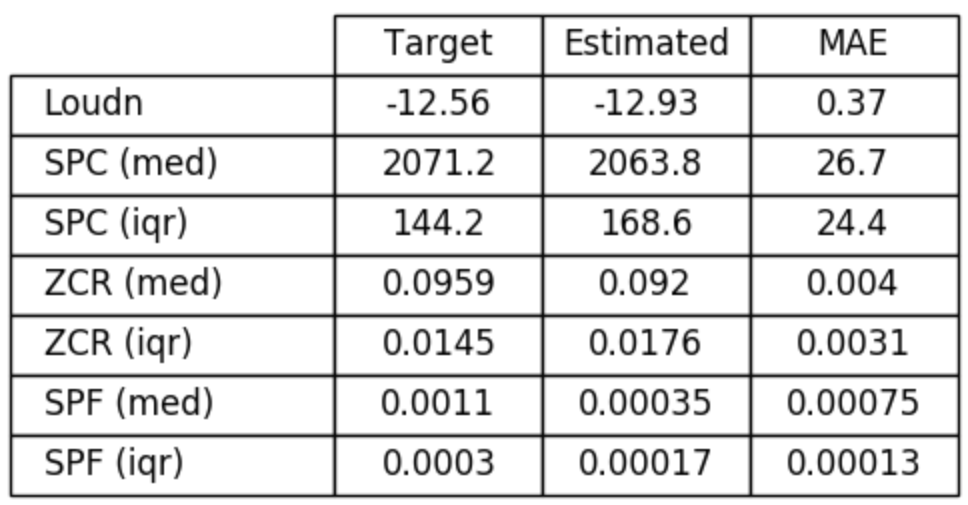 Target Estimated MAE
Loudn -12.56 -12.93 0.37
SPC (med) 2071.2 2063.8 26.7
SPC (iqr) 144.2 168.6 24.4
ZCR (med) 0.0959 0.092 0.004
ZCR (iqr) 0.0145 0.0176 0.0031
SPF (med) 0.0011 0.00035 0.00075
SPF (iqr) 0.0003 0.00017 0.00013